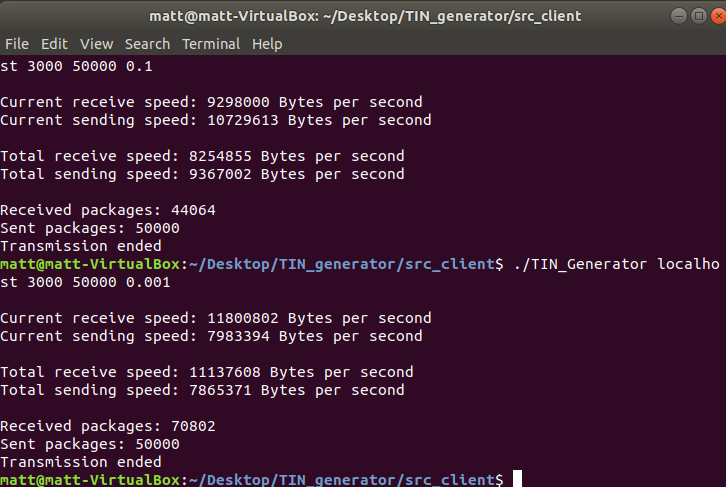 matt@matt-VirtualBox: ~/Desktop/TIN_generator/src_client
File Edit View Search Terminal Help
st 3000 50000 0.1
Current receive speed: 9298000 Bytes per second
Current sending speed: 10729613 Bytes per second
Total receive speed: 8254855 Bytes per second
Total sending speed: 9367002 Bytes per second
Received packages: 44064
Sent packages: 50000
Transmission ended
matt@matt-VirtualBox:~/Desktop/TIN_generator/src_client$ ./TIN_Generator localho
st 3000 50000 0.001
Current receive speed: 11800802 Bytes per second
Current sending speed: 7983394 Bytes per second
Total receive speed: 11137608 Bytes per second
Total sending speed: 7865371 Bytes per second
Received packages: 70802
Sent packages: 50000
Transmission ended
matt@matt-VirtualBox:~/Desktop/TIN_generator/src_client$